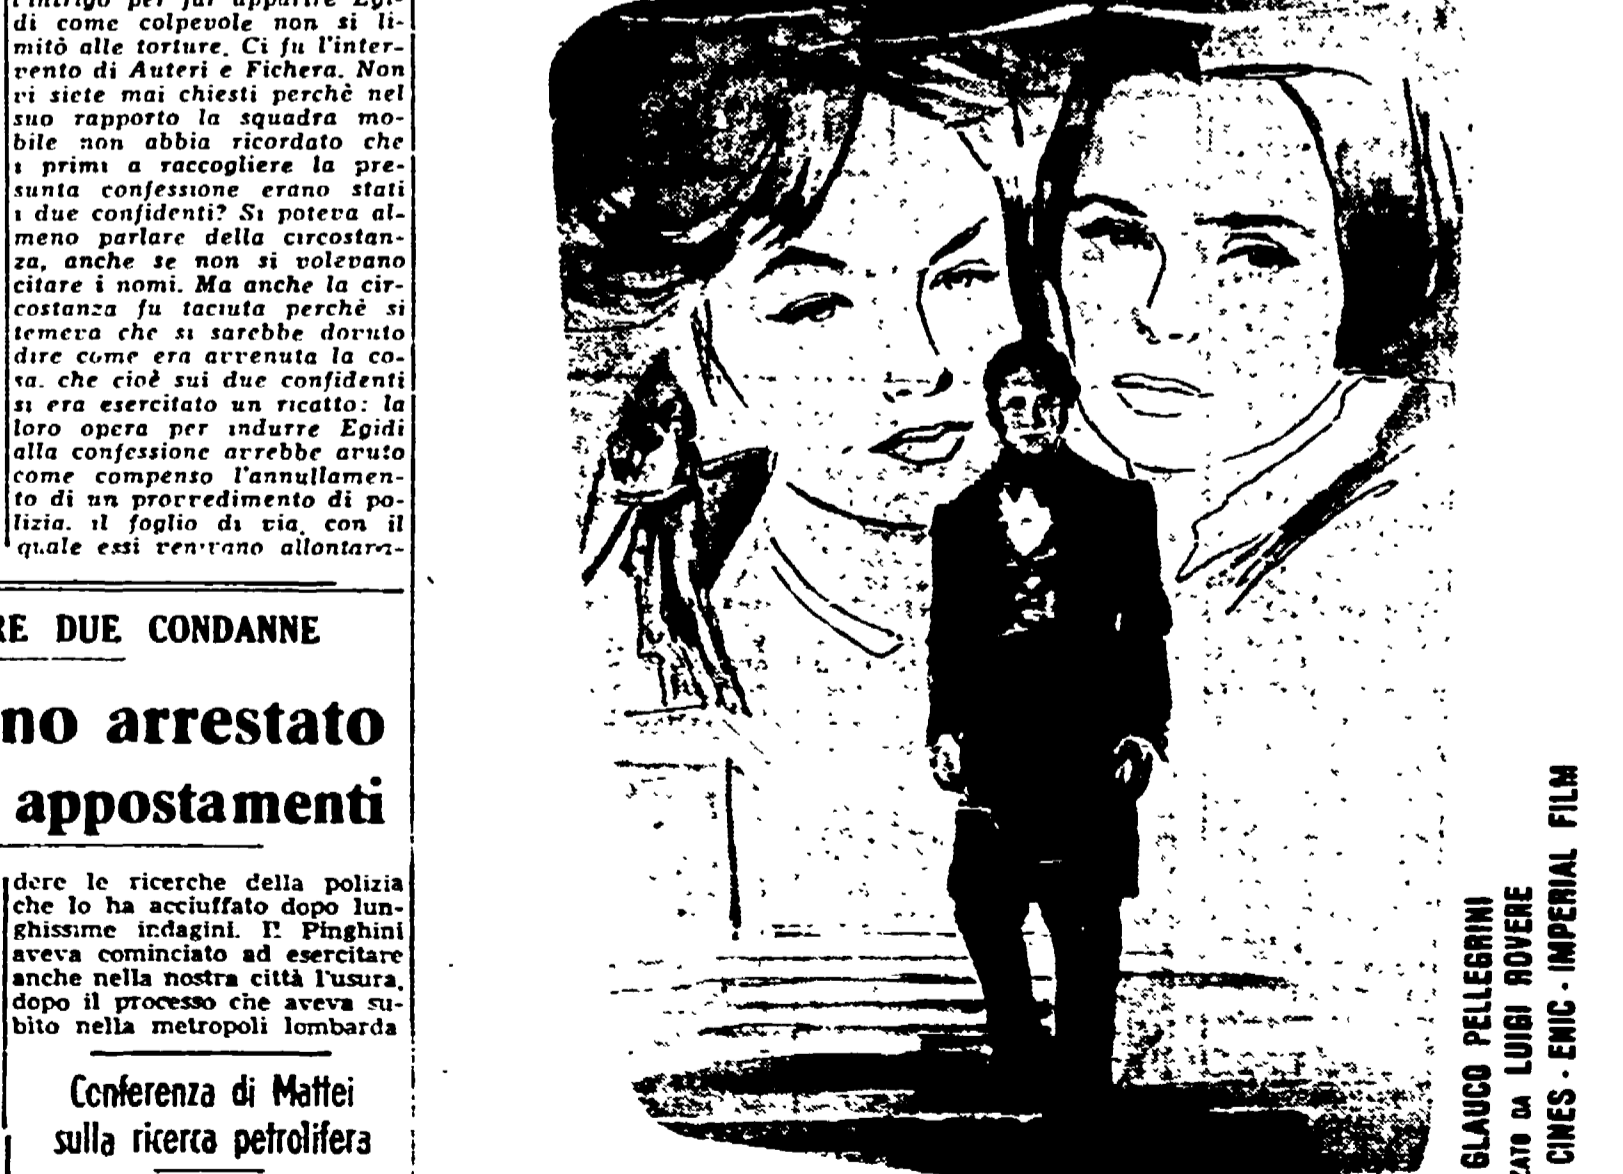 l'intrigo per far apparire Egi-
di come colpevole non si li-
mitò alle torture. Ci fu l'inter-
vento di Auteri e Fichera. Non
vi siete mai chiesti perchè nel
suo rapporto la squadra mo-
bile non abbia ricordato che
i primi a raccogliere la pre-
sunta confessione erano stati
i due confidenti? Si poteva al-
meno parlare della circostan-
za, anche se non si volevano
citare i nomi. Ma anche la cir-
costanza fu taciuta perchè si
temeva che si sarebbe dovuto
dire come era avvenuta la co-
sa. che cioè sui due confidenti
si era esercitato un ricatto: la
loro opera per indurre Egidi
alla confessione avrebbe avuto
come compenso l'annullamen-
to di un provvedimento di po-
lizia. il foglio di via, con il
quale essi venivano allontana-
RE DUE CONDANNE
no arrestato
appostamenti
dere le ricerche della polizia
che lo ha acciuffato dopo lun-
ghissime indagini. Il Pinghini
aveva cominciato ad esercitare
anche nella nostra città l'usura,
dopo il processo che aveva su-
bito nella metropoli lombarda
Conferenza di Mattei
sulla ricerca petrolifera
GLAUCO PELLEGRINI
ZATO DA LUIGI ROVERE
CINES - ENIC - IMPERIAL FILM